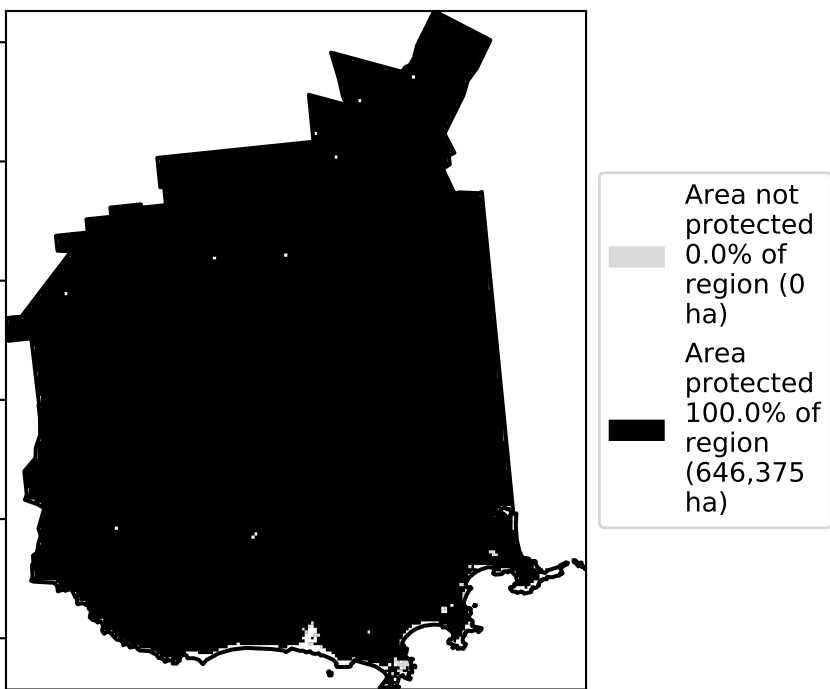 Area not
protected
0.0% of
region (0
ha)
Area
protected
100.0% of
region
(646,375
ha)